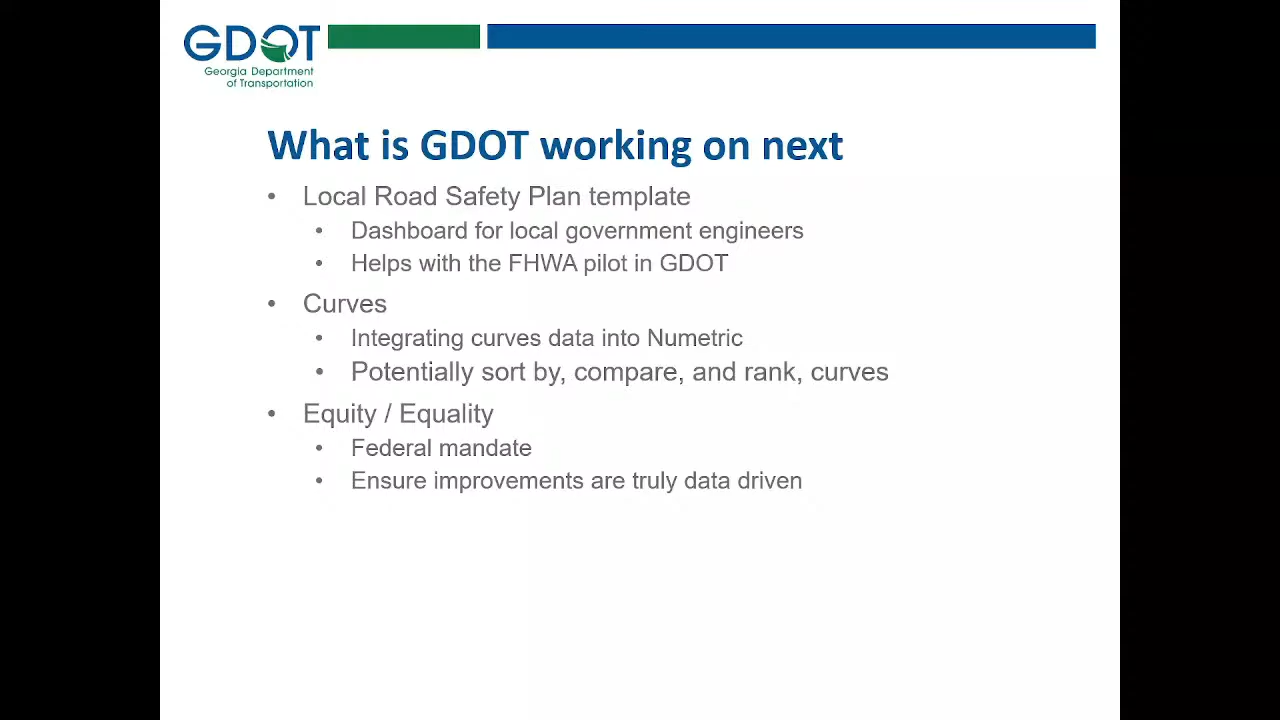 GDOT
Georgia Department
of Transportation
What is GDOT working on next
• Local Road Safety Plan template
• Dashboard for local government engineers
• Helps with the FHWA pilot in GDOT
• Curves
• Integrating curves data into Numetric
• Potentially sort by, compare, and rank, curves
• Equity / Equality
• Federal mandate
• Ensure improvements are truly data driven